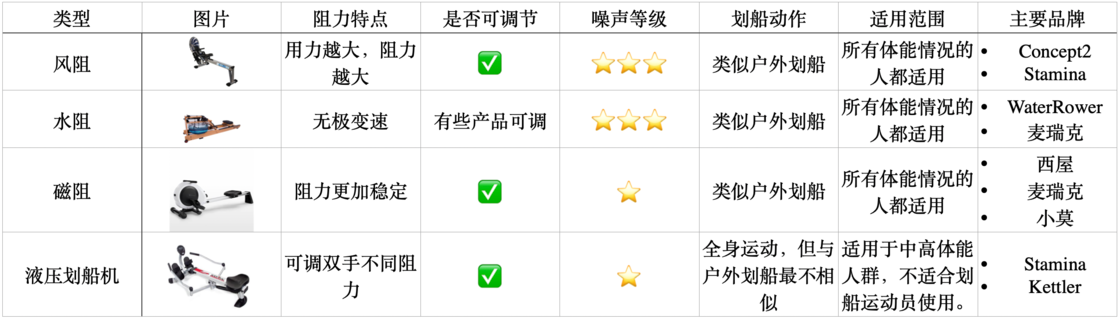 类型 图片 阻力特点 是否可调节 噪声等级 划船动作 适用范围 主要品牌
风阻 用力越大，阻力越大 ✅ ⭐⭐⭐ 类似户外划船 所有体能情况的人都适用 • Concept2 • Stamina
水阻 无极变速 有些产品可调 ⭐⭐⭐ 类似户外划船 所有体能情况的人都适用 • WaterRower • 麦瑞克
磁阻 阻力更加稳定 ✅ ⭐ 类似户外划船 所有体能情况的人都适用 • 西屋 • 麦瑞克 • 小莫
液压划船机 可调双手不同阻力 ✅ ⭐ 全身运动，但与户外划船最不相似 适用于中高体能人群，不适合划船运动员使用。 • Stamina • Kettler